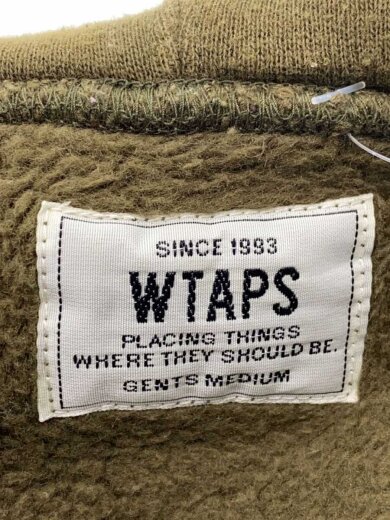 SINCE 1993
WTAPS
PLACING THINGS
WHERE THEY SHOULD BE.
GENTS MEDIUM